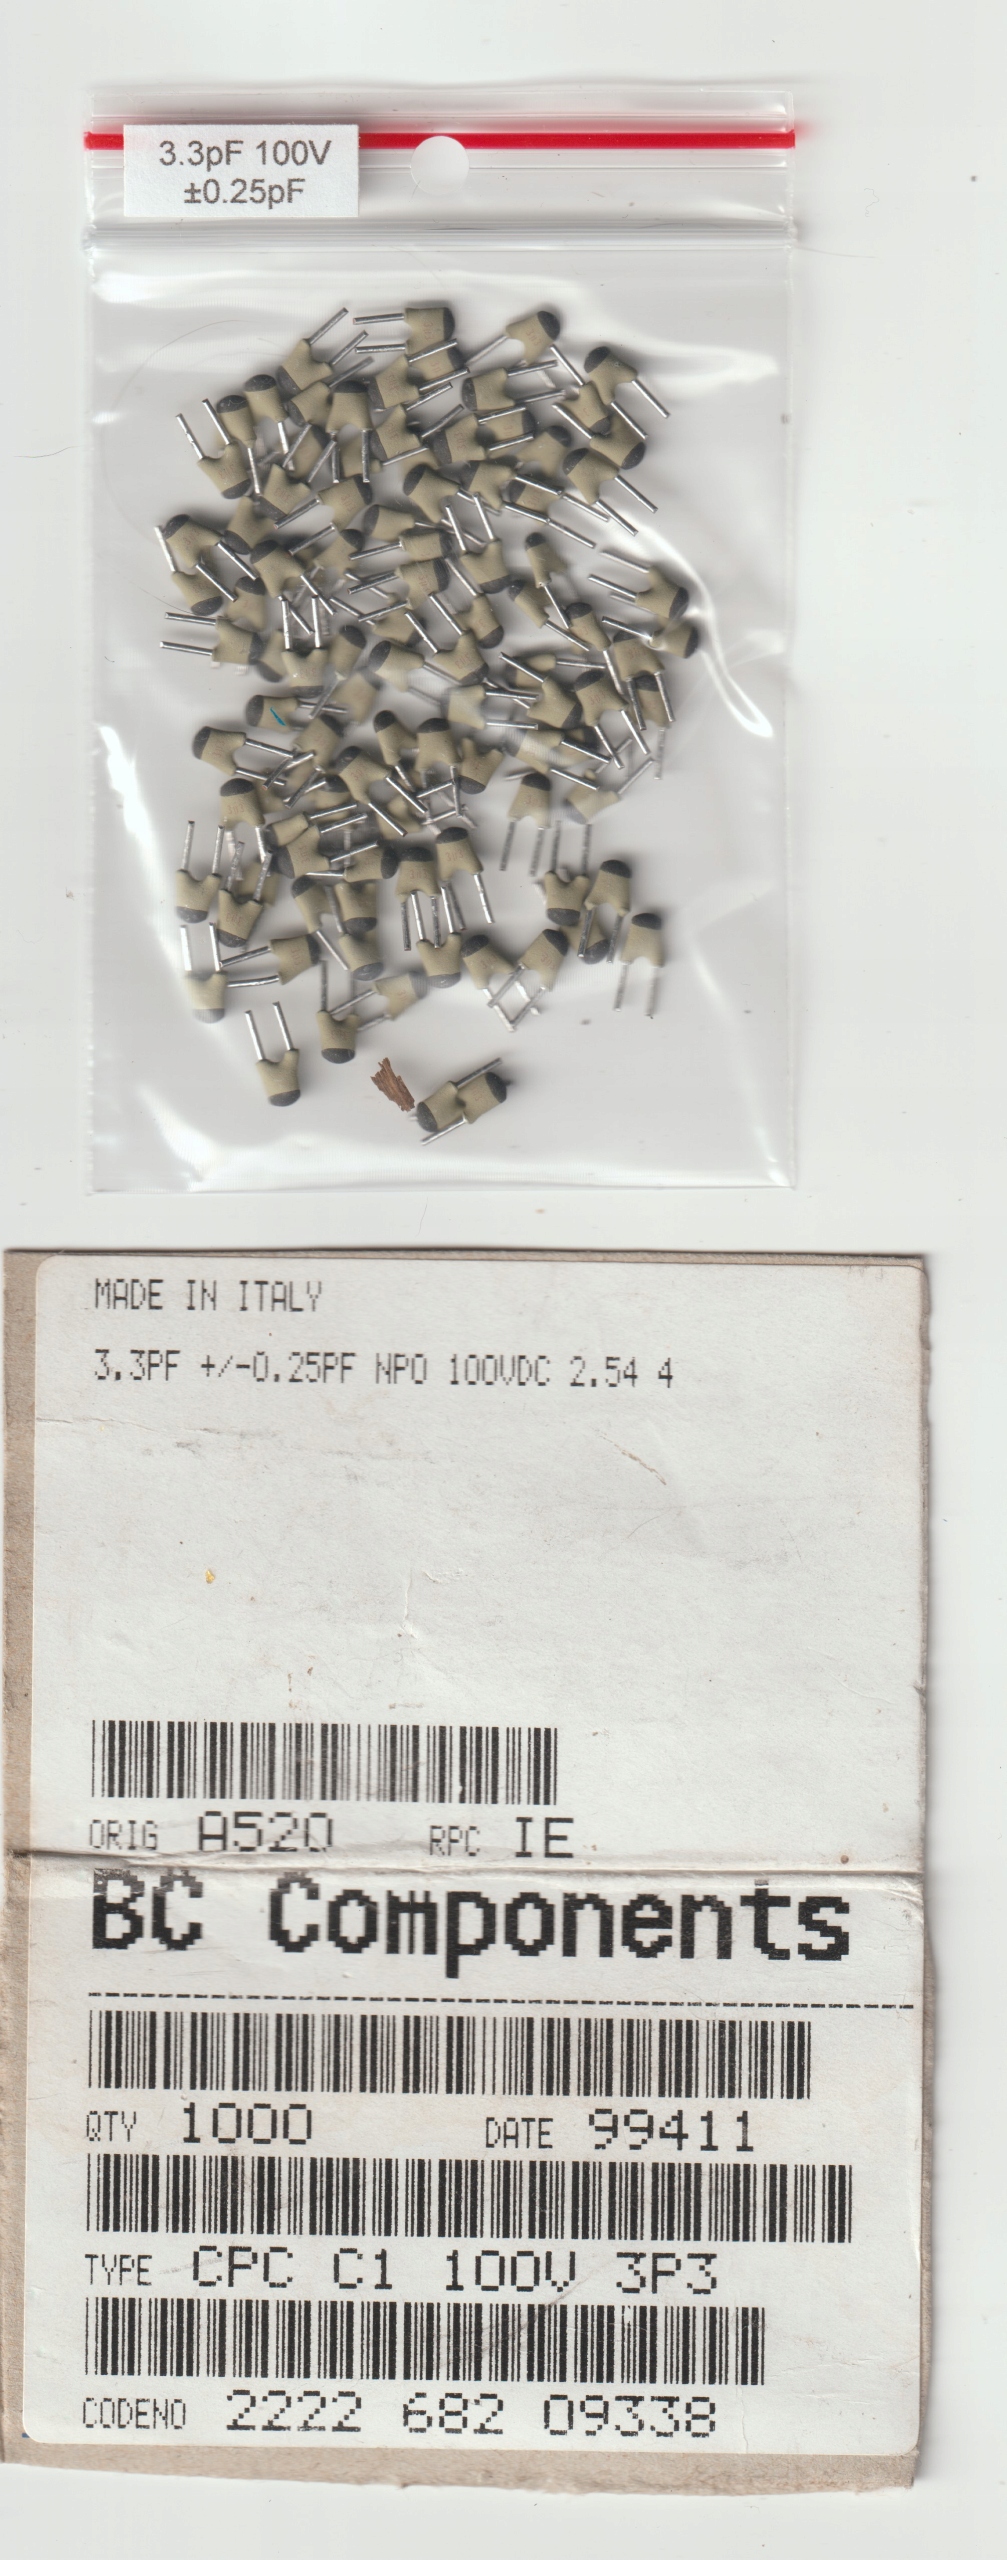 3.3pF 100V
±0.25pF
MADE IN ITALY
3.3PF +/-0.25PF NPO 100VDC 2.54 4
ORIG A520 RPC IE
BC Components
QTY 1000 DATE 99411
TYPE CPC C1 100V 3P3
CODENO 2222 682 09338